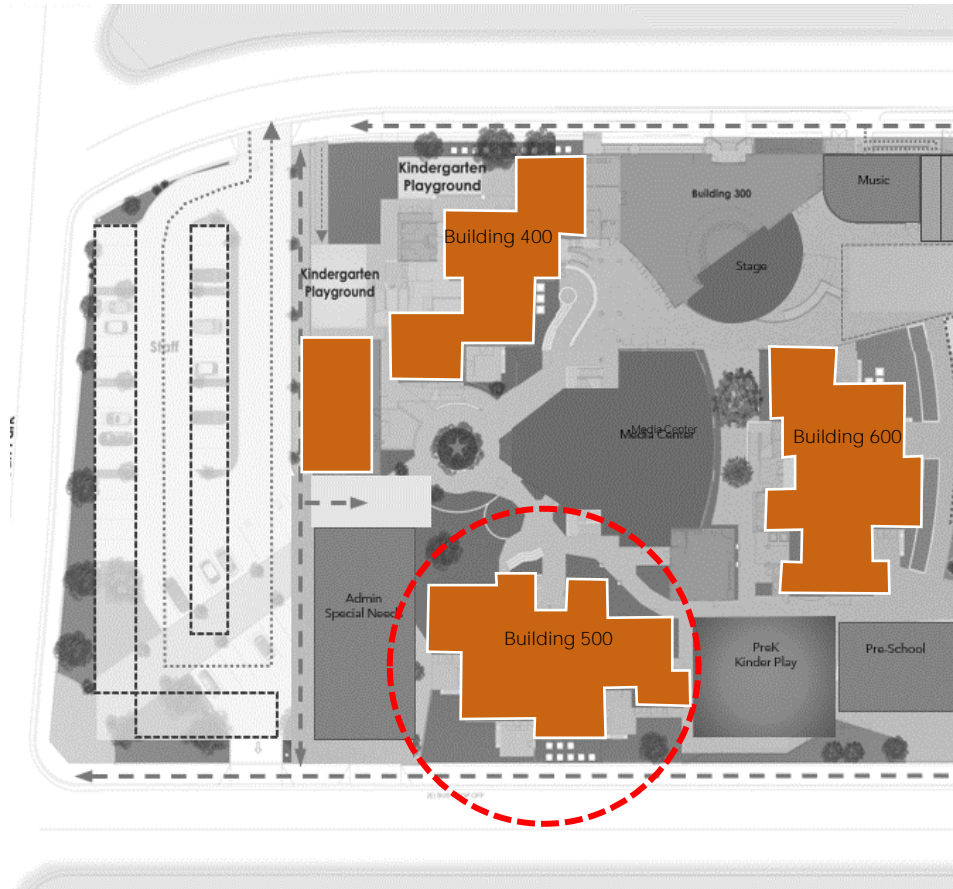 Kindergarten
Playground
Building 400
Building 300
Music
Stage
Kindergarten
Playground
Staff
Media Center
Media Center
Building 600
Admin
Special Need
Building 500
PreK
Kinder Play
Pre-School